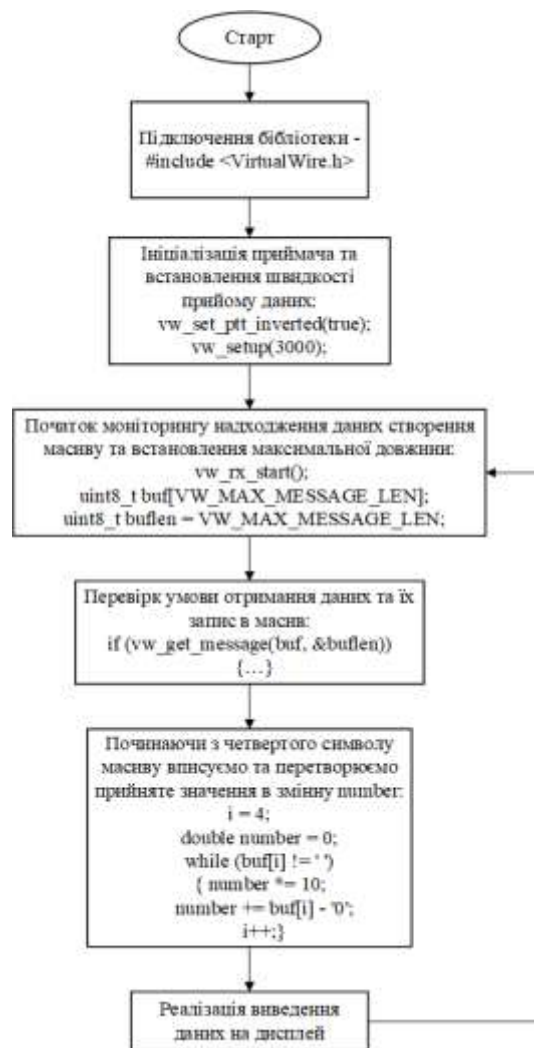 Старт
Підключення бібліотеки -
#include <VirtualWire.h>
Ініціалізація приймача та
встановлення швидкості
прийому даних:
vw_set_ptt_inverted(true);
vw_setup(3000);
Початок моніторингу надходження даних створення
масиву та встановлення максимальної довжини:
vw_rx_start();
uint8_t buf[VW_MAX_MESSAGE_LEN];
uint8_t buflen = VW_MAX_MESSAGE_LEN;
Перевірк умови отримання даних та їх
запис в масив:
if (vw_get_message(buf, &buflen))
{…}
Починаючи з четвертого символу
масиву вписуємо та перетворюємо
прийняте значення в змінну number:
i = 4;
double number = 0;
while (buf[i] != ' ')
{ number *= 10;
number += buf[i] - '0';
i++;}
Реалізація виведення
даних на дисплей